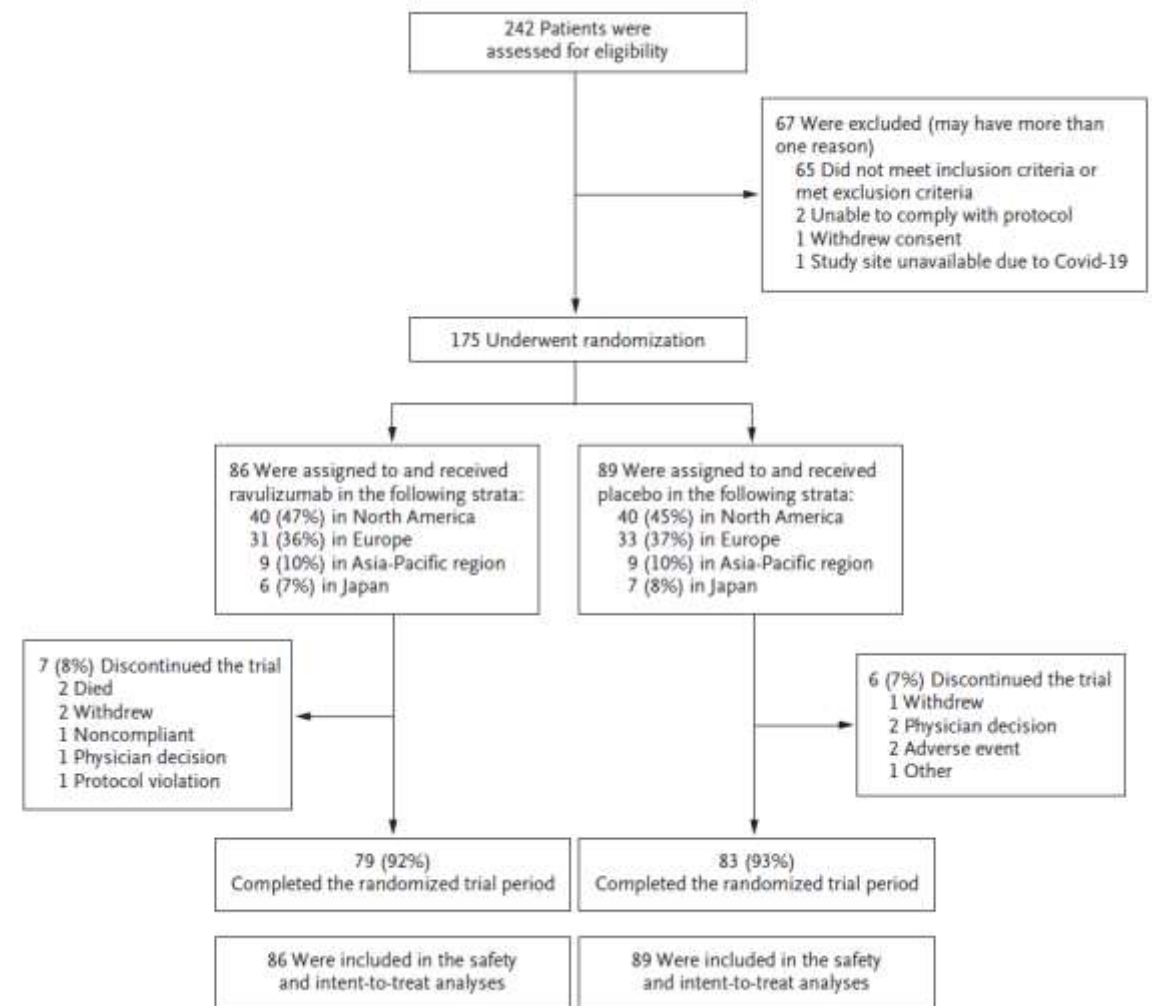 242 Patients were
assessed for eligibility
67 Were excluded (may have more than
one reason)
65 Did not meet inclusion criteria or
met exclusion criteria
2 Unable to comply with protocol
1 Withdrew consent
1 Study site unavailable due to Covid-19
175 Underwent randomization
86 Were assigned to and received
ravulizumab in the following strata:
40 (47%) in North America
31 (36%) in Europe
9 (10%) in Asia-Pacific region
6 (7%) in Japan
89 Were assigned to and received
placebo in the following strata:
40 (45%) in North America
33 (37%) in Europe
9 (10%) in Asia-Pacific region
7 (8%) in Japan
7 (8%) Discontinued the trial
2 Died
2 Withdrew
1 Noncompliant
1 Physician decision
1 Protocol violation
6 (7%) Discontinued the trial
1 Withdrew
2 Physician decision
2 Adverse event
1 Other
79 (92%)
Completed the randomized trial period
83 (93%)
Completed the randomized trial period
86 Were included in the safety
and intent-to-treat analyses
89 Were included in the safety
and intent-to-treat analyses